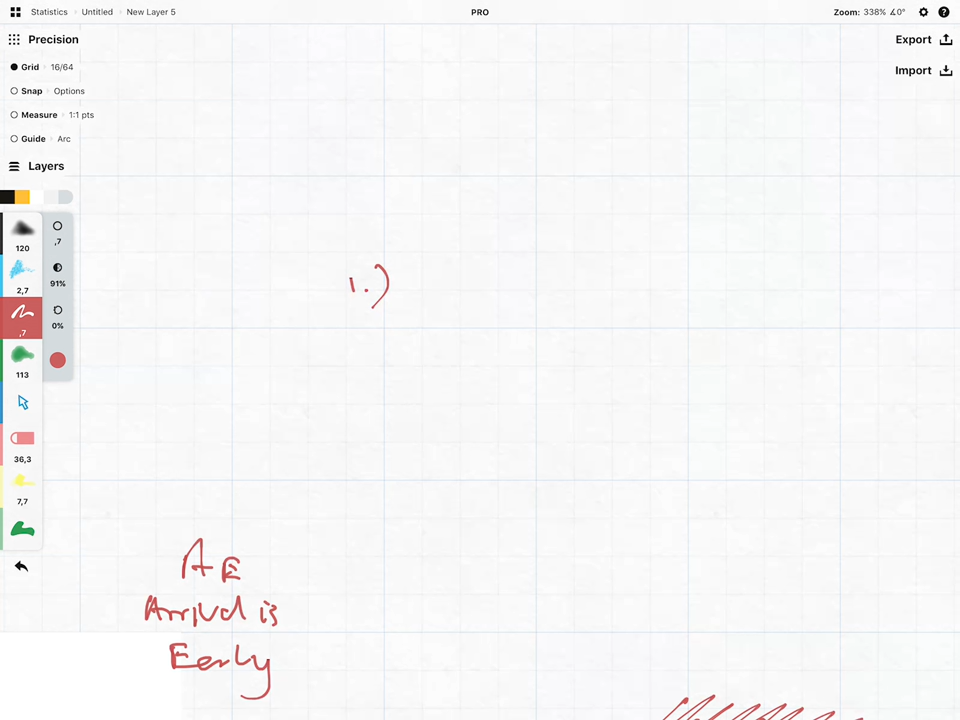 Statistics › Untitled › New Layer 5
PRO
Zoom: 338% ∡0°
Precision
Export
Grid › 16/64
Import
Snap › Options
Measure › 1:1 pts
Guide › Arc
Layers
120
,7
2,7
91%
,7
0%
113
36,3
7,7
1.)
A E
Arrival is
Early